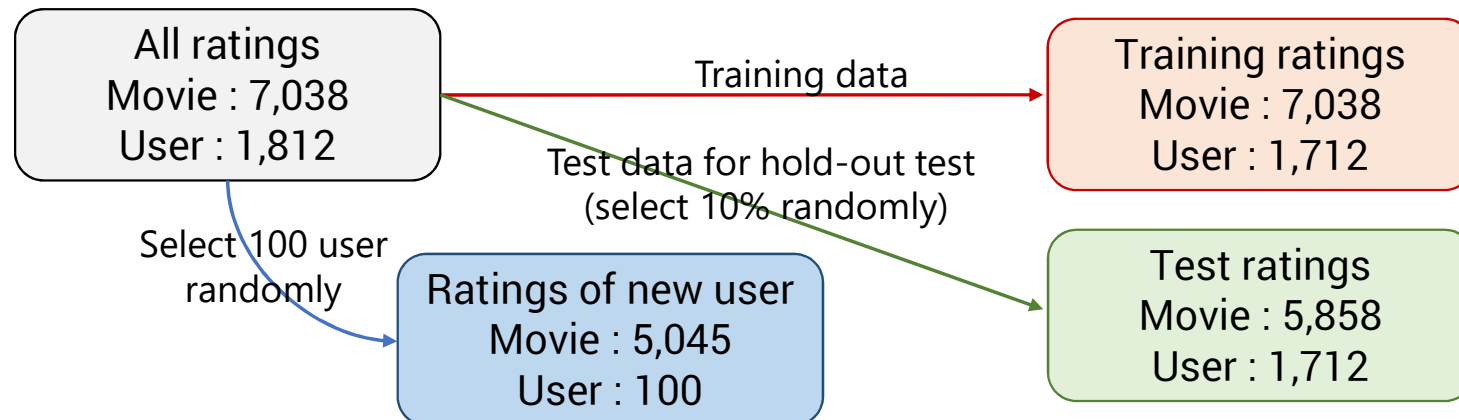 All ratings
Movie : 7,038
User : 1,812
Training data
Training ratings
Movie : 7,038
User : 1,712
Test data for hold-out test
(select 10% randomly)
Select 100 user
randomly
Ratings of new user
Movie : 5,045
User : 100
Test ratings
Movie : 5,858
User : 1,712